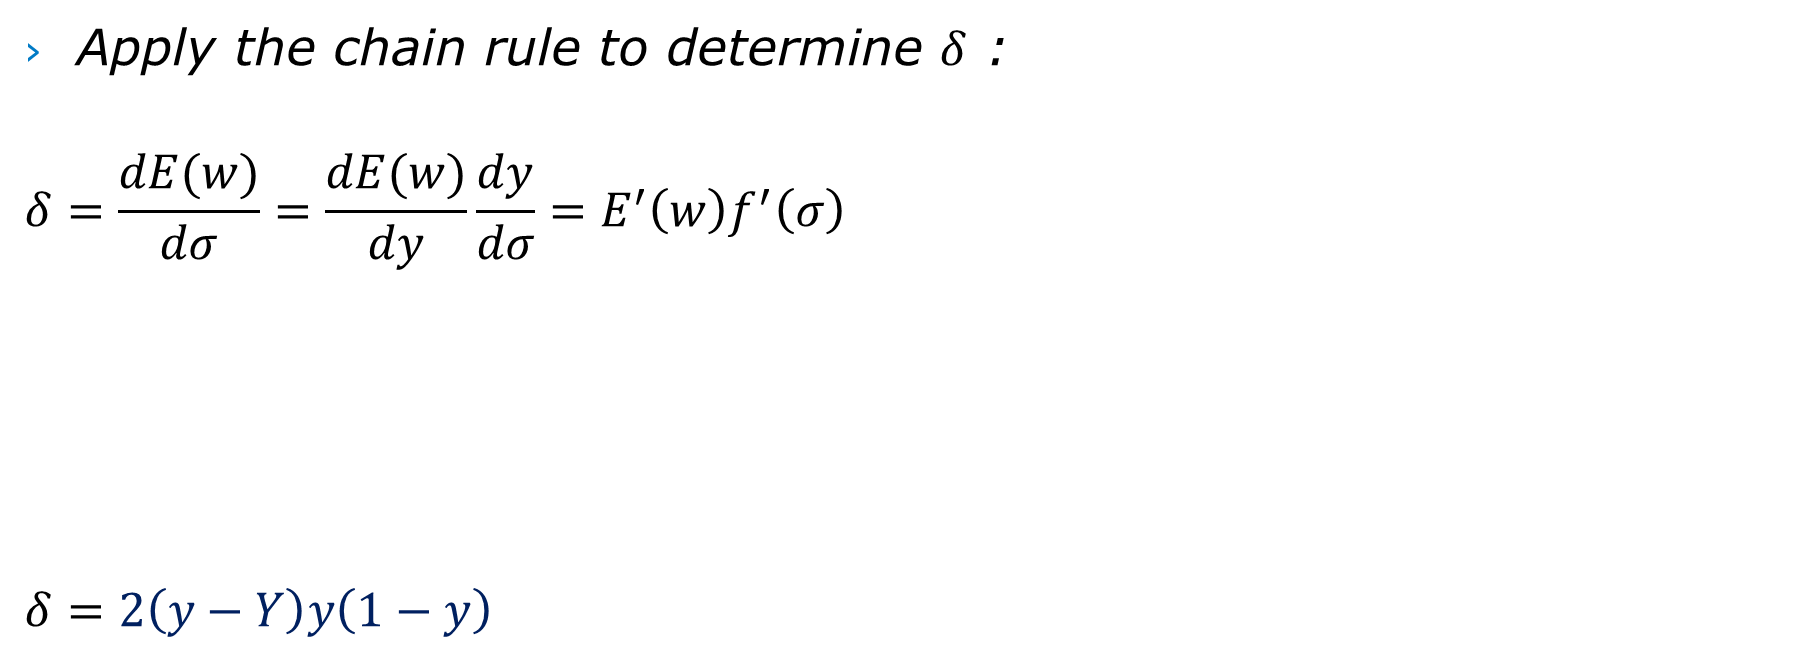 › Apply the chain rule to determine δ :
δ = dE(w)/dσ = dE(w)/dy dy/dσ = E′(w)f′(σ)
δ = 2(y − Y)y(1 − y)